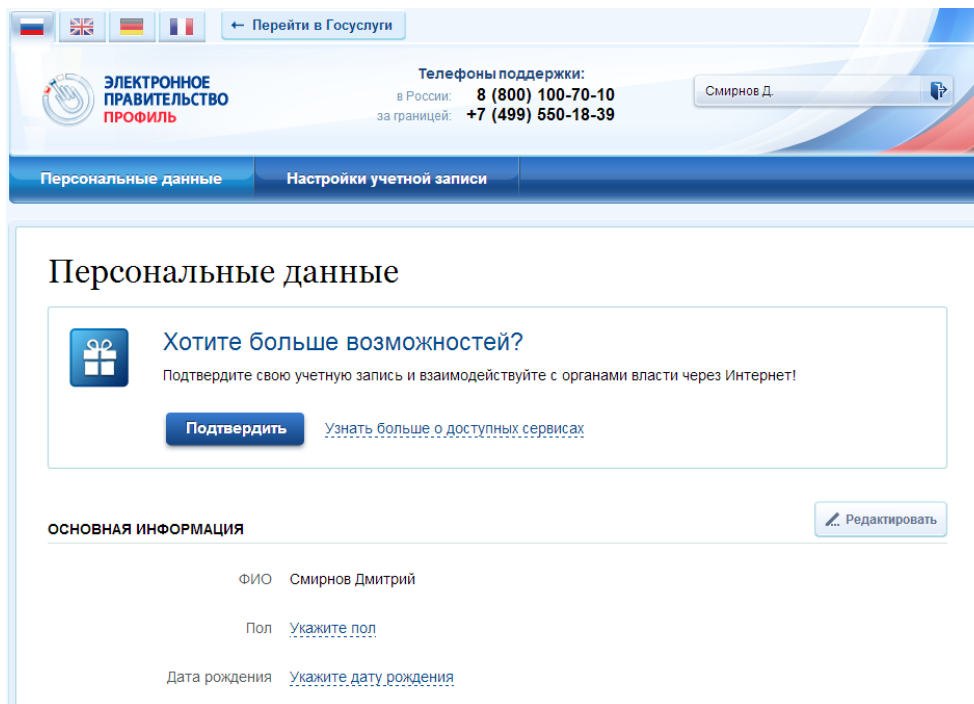 ← Перейти в Госуслуги
ЭЛЕКТРОННОЕ
ПРАВИТЕЛЬСТВО
ПРОФИЛЬ
Телефоны поддержки:
в России: 8 (800) 100-70-10
за границей: +7 (499) 550-18-39
Смирнов Д.
Персональные данные
Настройки учетной записи
Персональные данные
Хотите больше возможностей?
Подтвердите свою учетную запись и взаимодействуйте с органами власти через Интернет!
Подтвердить
Узнать больше о доступных сервисах
ОСНОВНАЯ ИНФОРМАЦИЯ
Редактировать
ФИО Смирнов Дмитрий
Пол Укажите пол
Дата рождения Укажите дату рождения